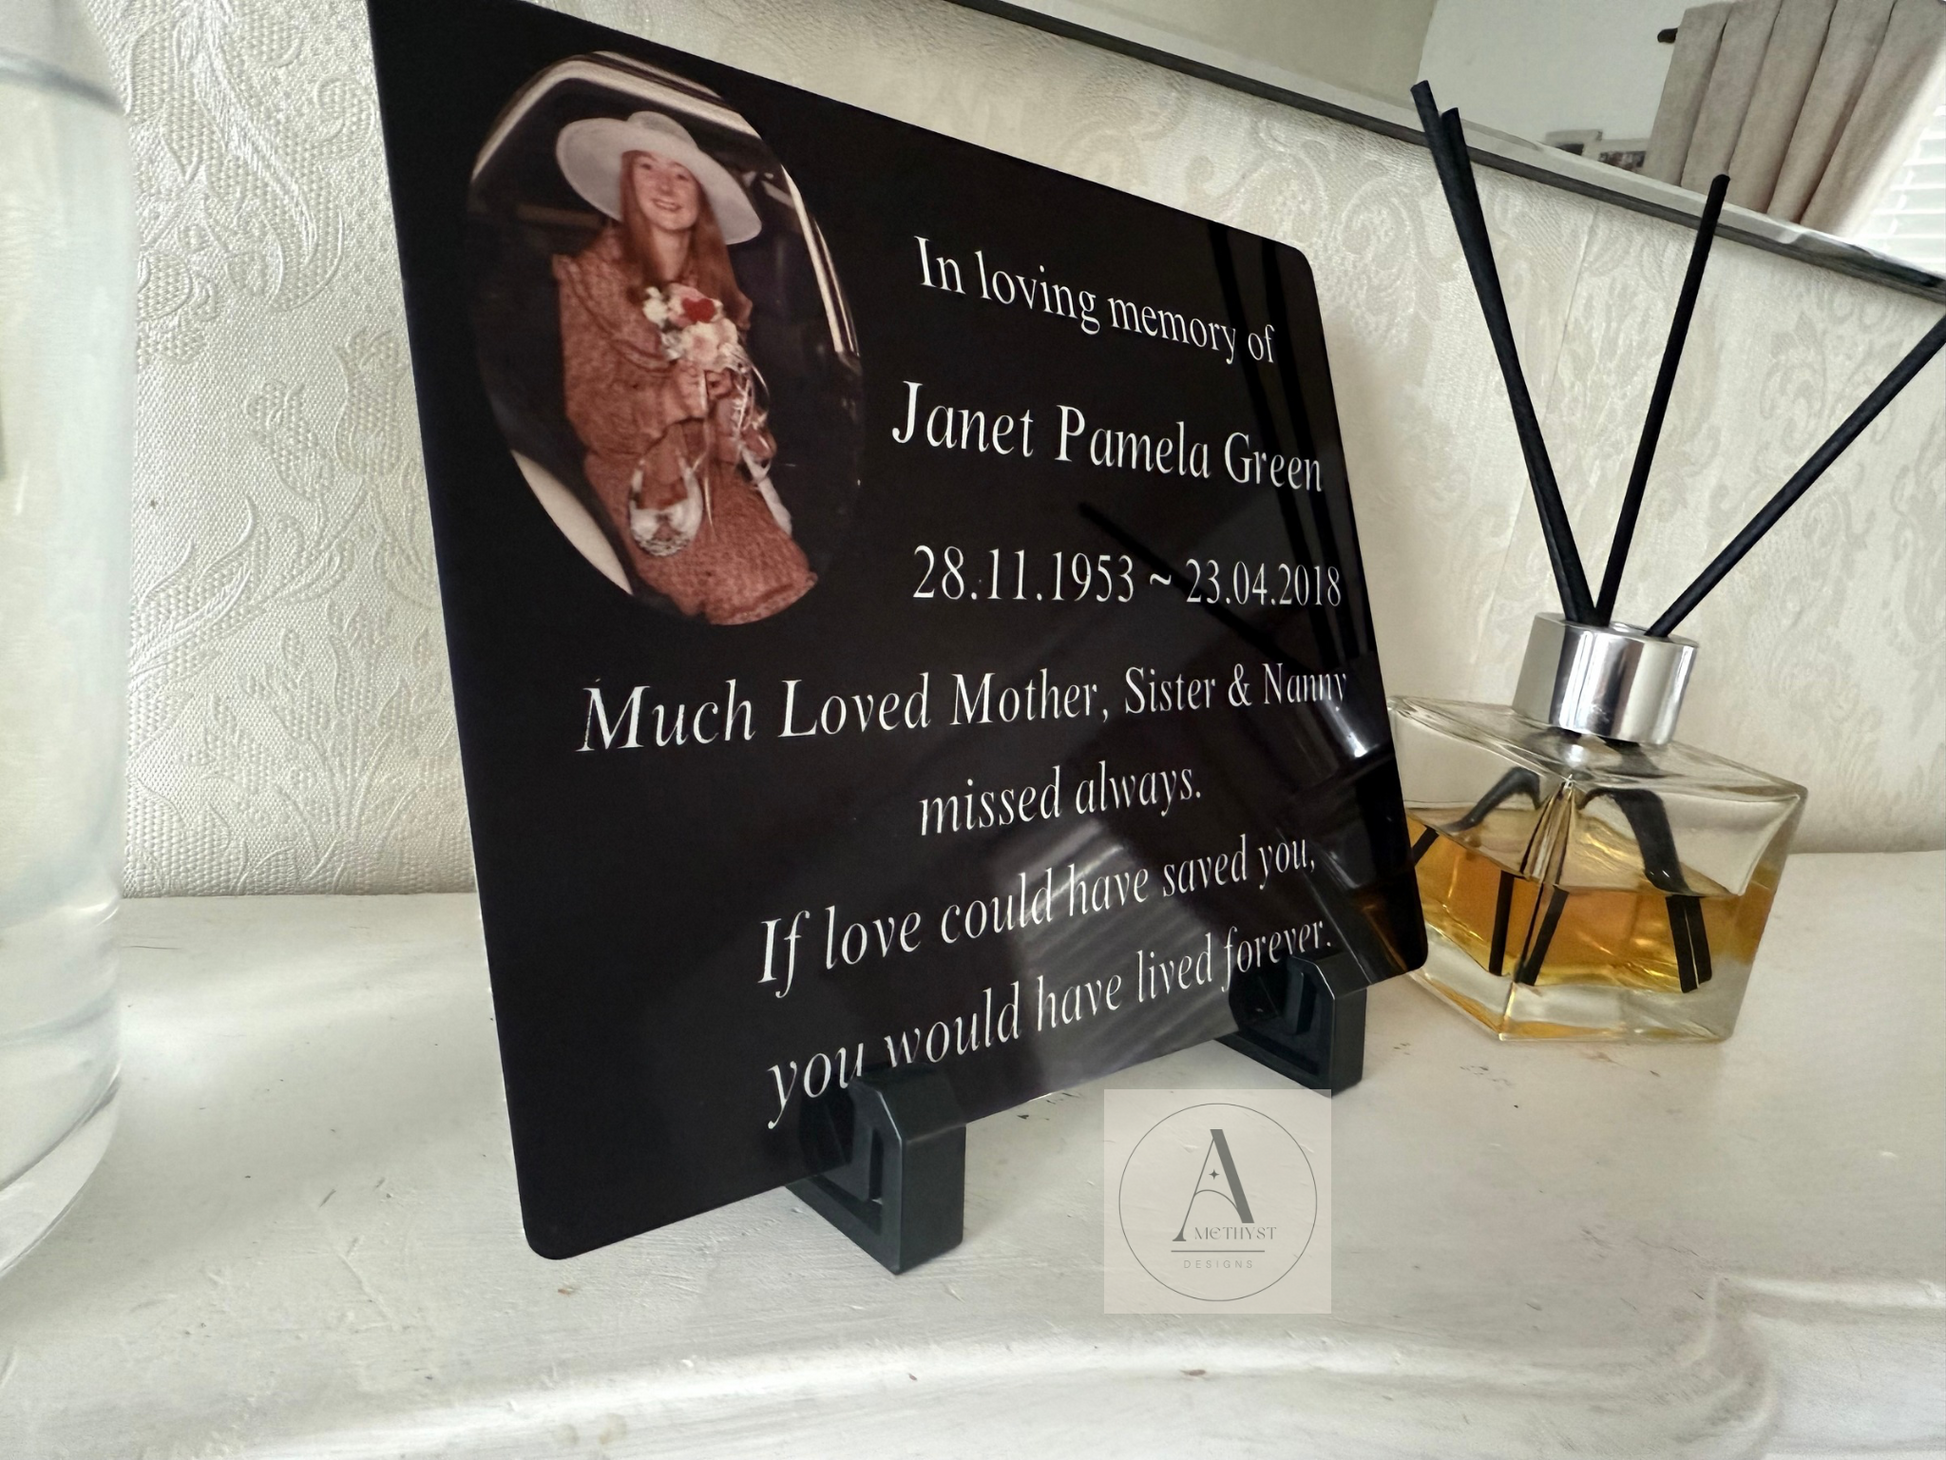 In loving memory of
Janet Pamela Green
28.11.1953 ~ 23.04.2018
Much Loved Mother, Sister & Nanny
missed always.
If love could have saved you,
you would have lived forever.
AMETHYST
DESIGNS